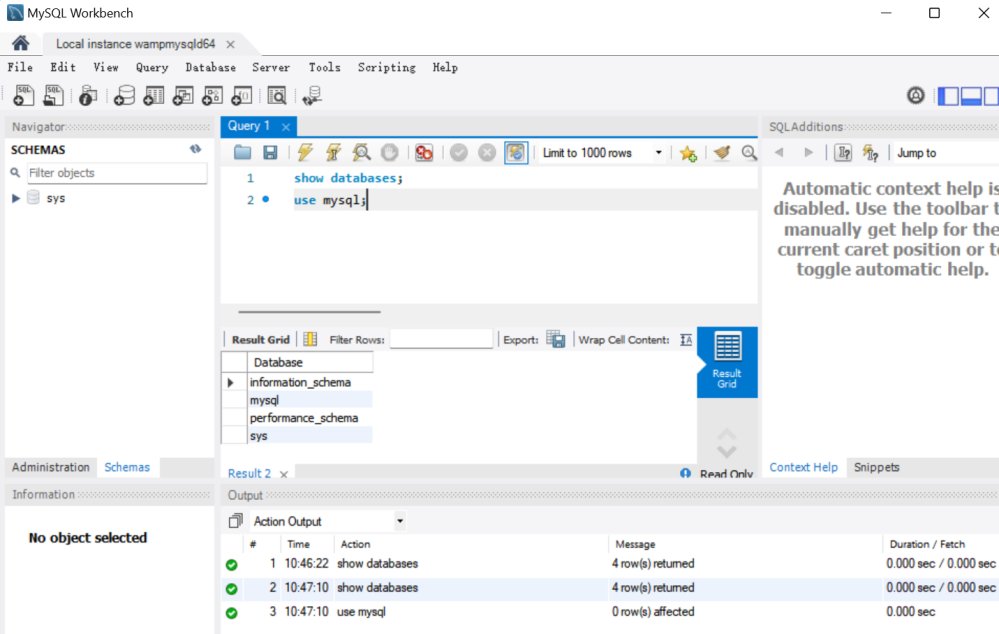 MySQL Workbench
Local instance wampmysqld64
File Edit View Query Database Server Tools Scripting Help
Navigator
SCHEMAS
Filter objects
sys
Administration Schemas
Information
No object selected
Query 1
Limit to 1000 rows
1 show databases;
2 use mysql;
Result Grid Filter Rows: Export: Wrap Cell Content: IA
Database
information_schema
mysql
performance_schema
sys
Result Grid
Result 2 Read Only
SQLAdditions
Jump to
Automatic context help is
disabled. Use the toolbar t
manually get help for the
current caret position or to
toggle automatic help.
Context Help Snippets
Output
Action Output
# Time Action Message Duration / Fetch
1 10:46:22 show databases 4 row(s) returned 0.000 sec / 0.000 sec
2 10:47:10 show databases 4 row(s) returned 0.000 sec / 0.000 sec
3 10:47:10 use mysql 0 row(s) affected 0.000 sec